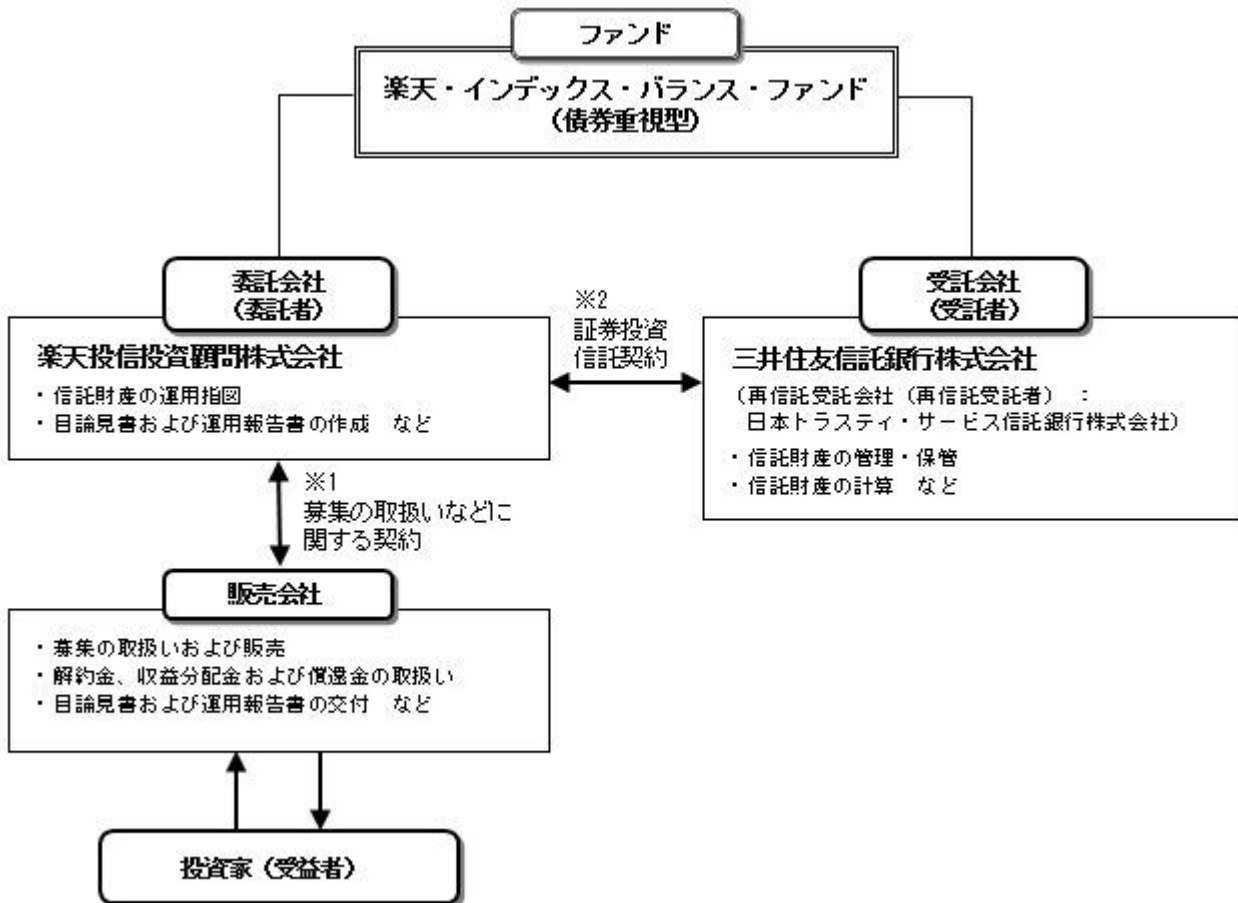 ファンド
楽天・インデックス・バランス・ファンド
（債券重視型）
委託会社
（委託者）
楽天投信投資顧問株式会社
・信託財産の運用指図
・目論見書および運用報告書の作成　など
※2
証券投資
信託契約
受託会社
（受託者）
三井住友信託銀行株式会社
（再信託受託会社（再信託受託者）：
日本トラスティ・サービス信託銀行株式会社）
・信託財産の管理・保管
・信託財産の計算　など
※1
募集の取扱いなどに
関する契約
販売会社
・募集の取扱いおよび販売
・解約金、収益分配金および償還金の取扱い
・目論見書および運用報告書の交付　など
投資家（受益者）